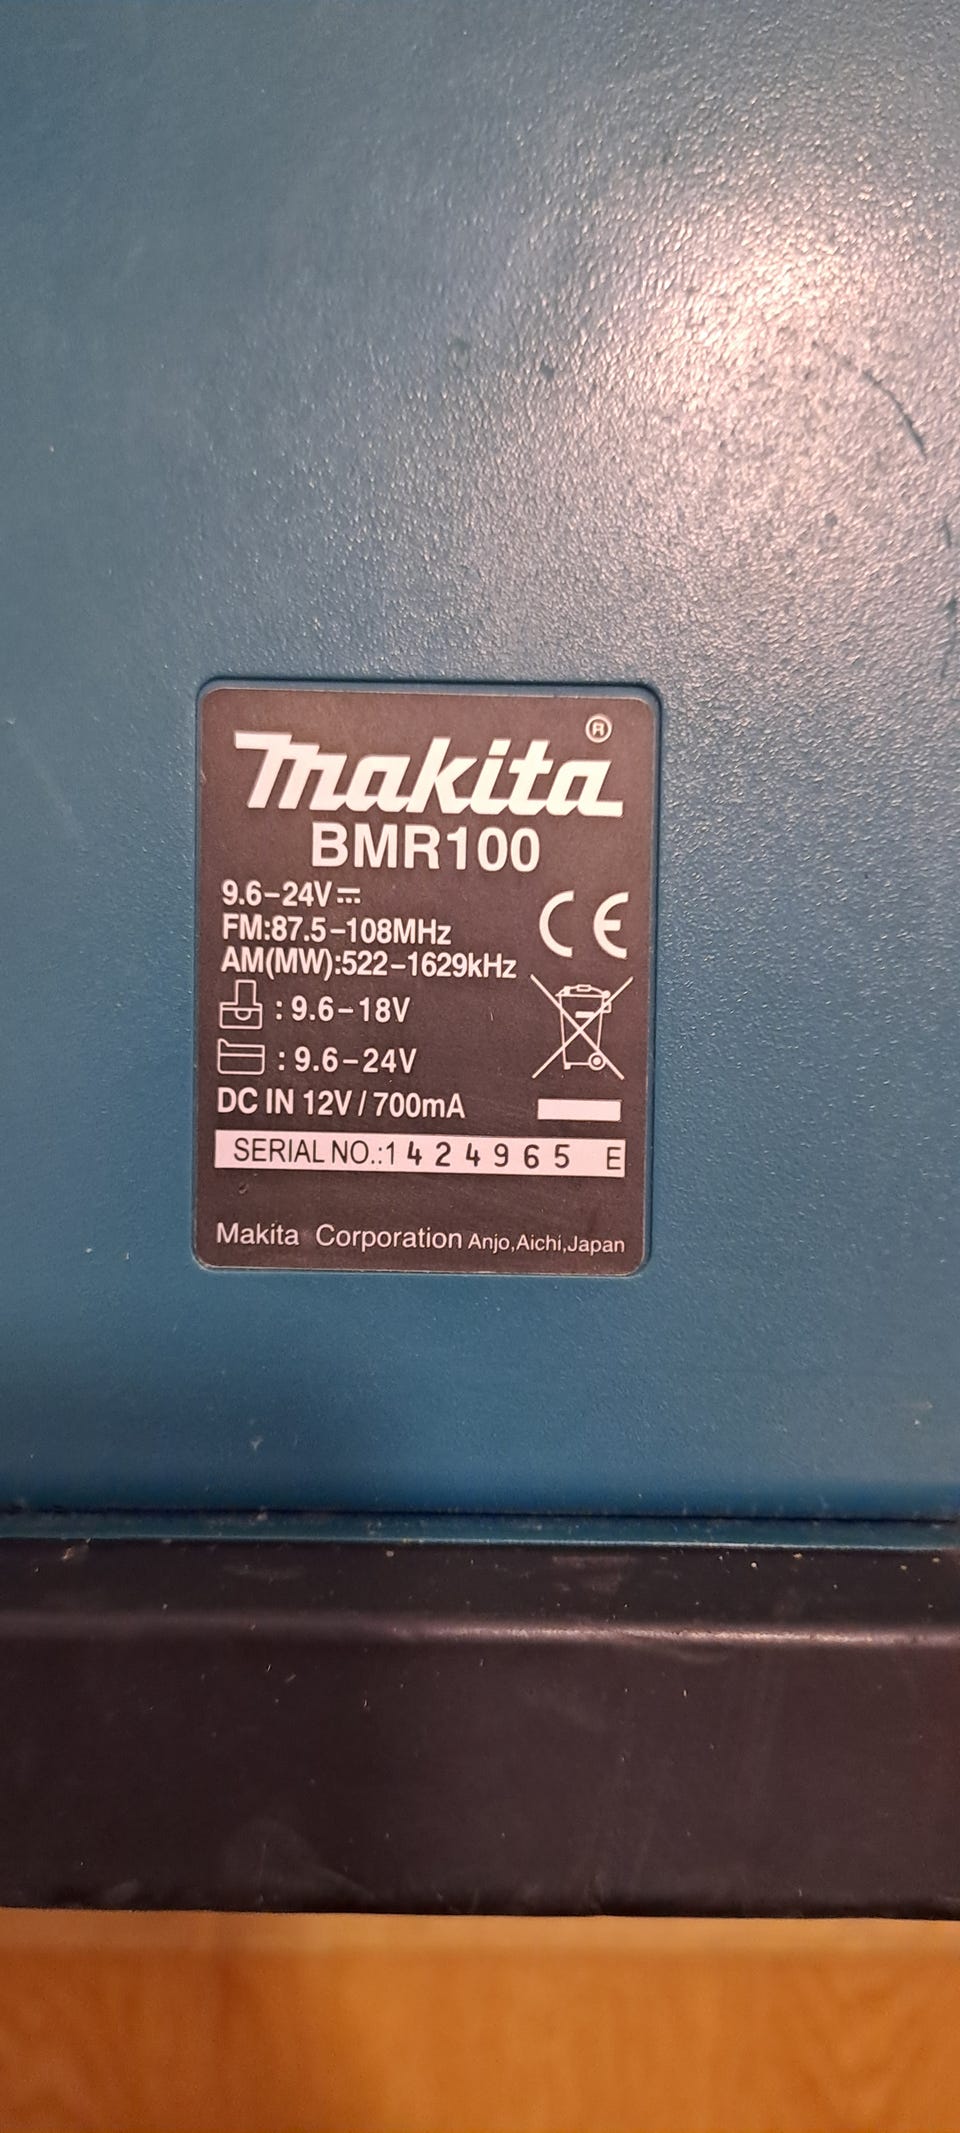 makita®
BMR100
9.6-24V⎓
FM:87.5-108MHz
AM(MW):522-1629kHz
: 9.6-18V
: 9.6-24V
DC IN 12V / 700mA
CE
SERIAL NO.:1 4 2 4 9 6 5 E
Makita Corporation Anjo,Aichi,Japan